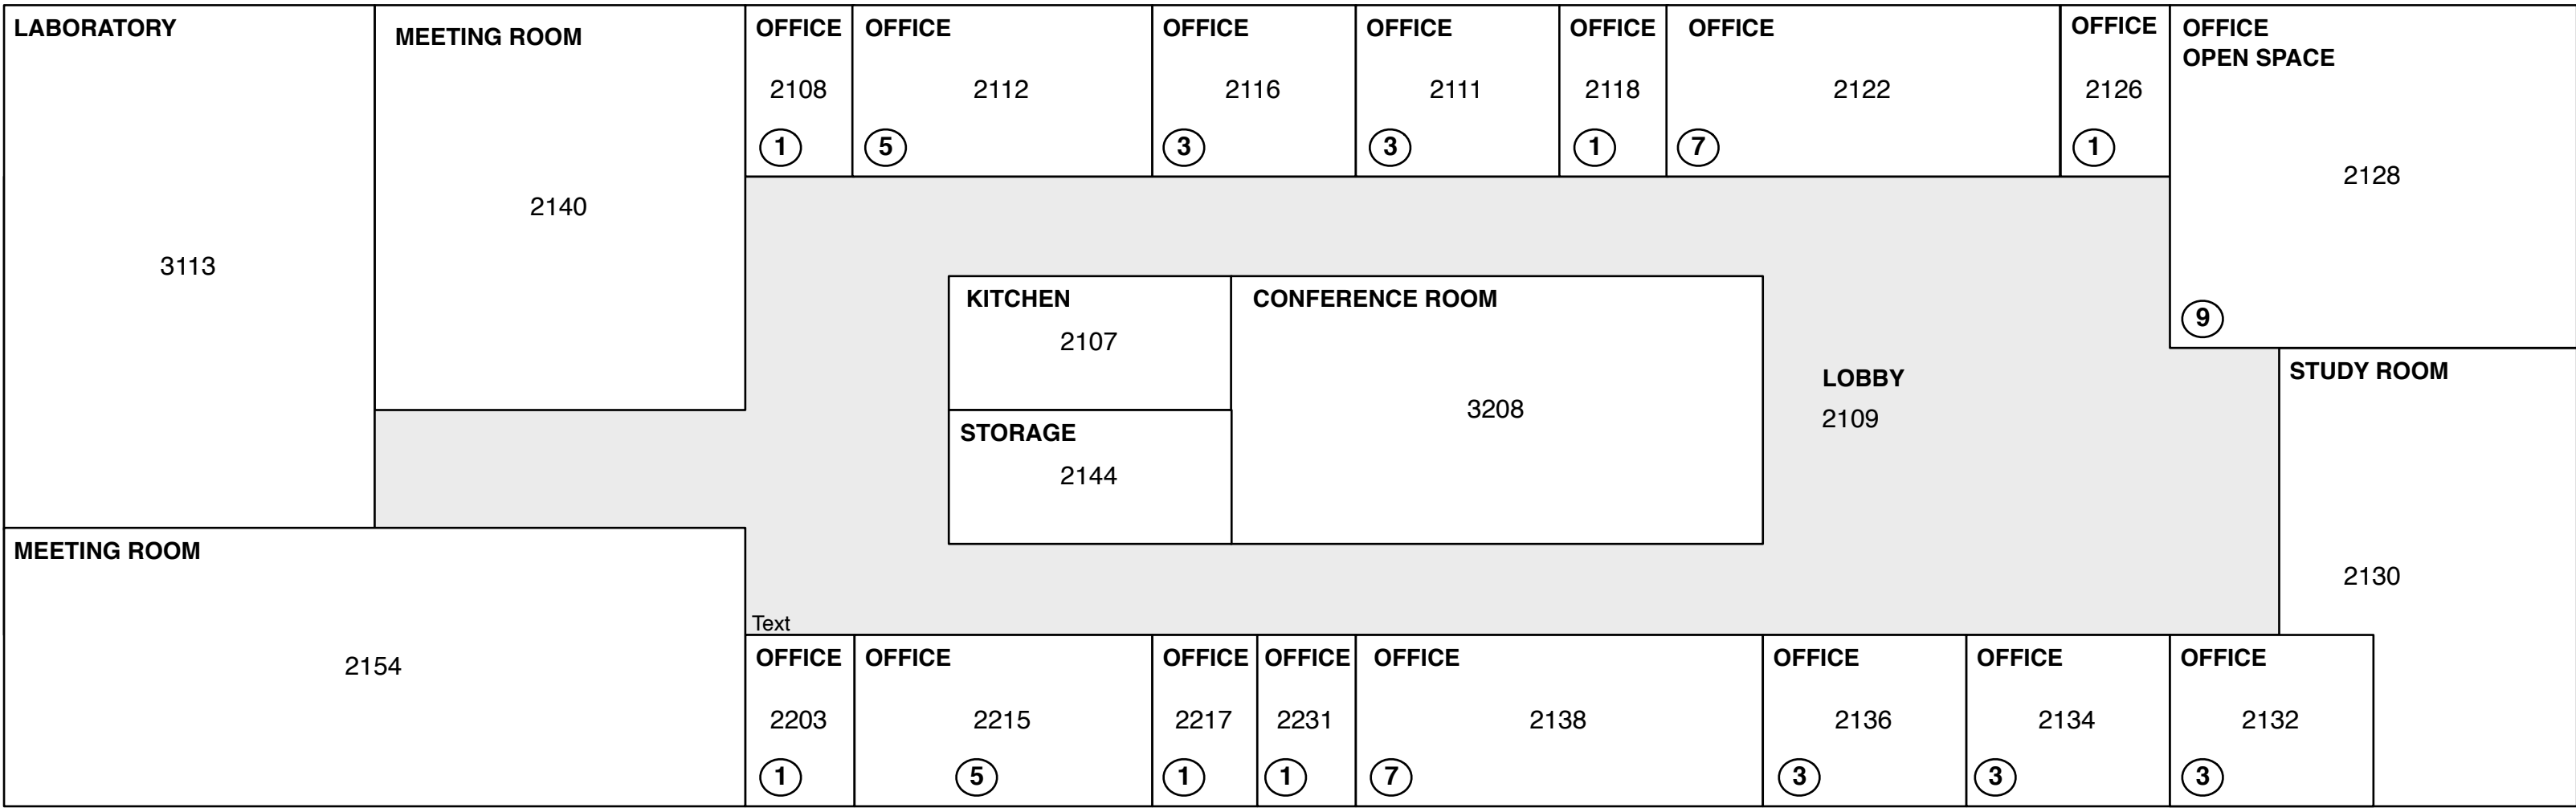 LABORATORY
3113
MEETING ROOM
2140
OFFICE
2108
1
OFFICE
2112
5
OFFICE
2116
3
OFFICE
2111
3
OFFICE
2118
1
OFFICE
2122
7
OFFICE
2126
1
OFFICE
OPEN SPACE
2128
9
KITCHEN
2107
CONFERENCE ROOM
3208
STORAGE
2144
LOBBY
2109
STUDY ROOM
2130
MEETING ROOM
2154
Text
OFFICE
2203
1
OFFICE
2215
5
OFFICE
2217
1
OFFICE
2231
1
OFFICE
2138
7
OFFICE
2136
3
OFFICE
2134
3
OFFICE
2132
3